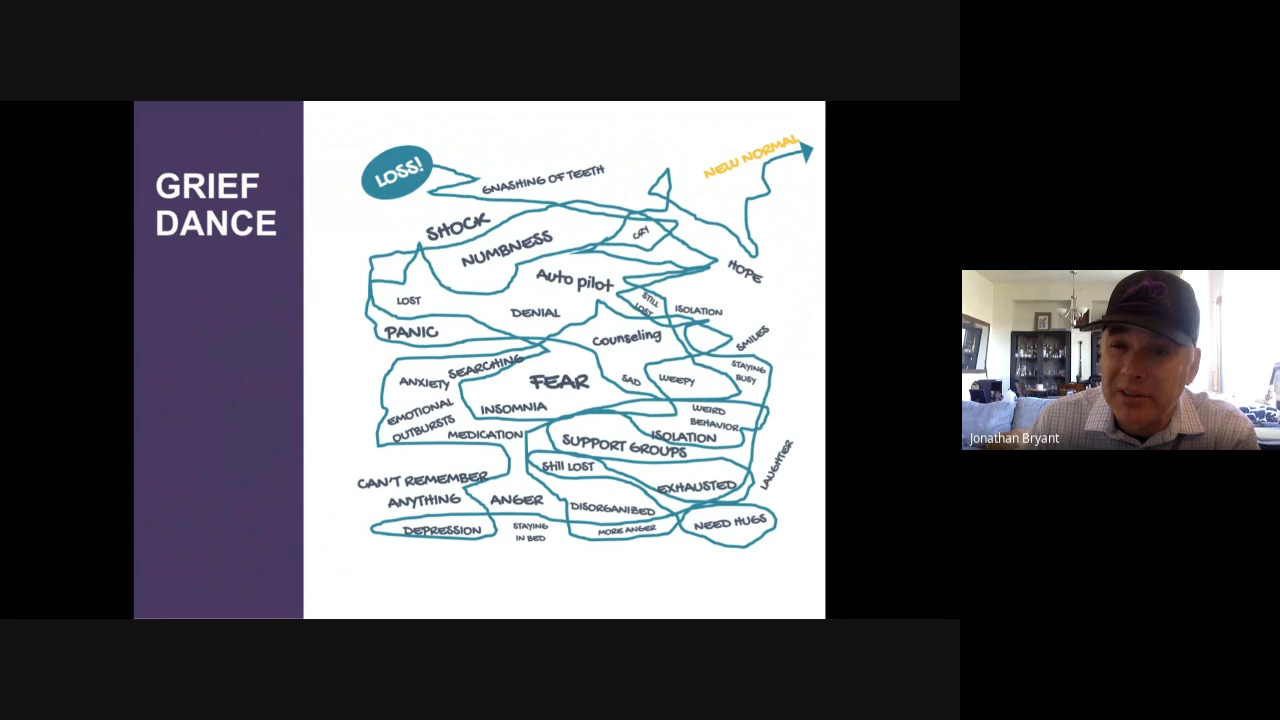 GRIEF
DANCE
LOSS!
GNASHING OF TEETH
NEW NORMAL
SHOCK
CRY
NUMBNESS
HOPE
Auto pilot
LOST
STILL
LOST
ISOLATION
DENIAL
PANIC
Counseling
SMILES
SEARCHING
STAYING
BUSY
ANXIETY
FEAR
SAD
WEEPY
INSOMNIA
WEIRD
BEHAVIOR
EMOTIONAL
OUTBURSTS
MEDICATION
ISOLATION
SUPPORT GROUPS
Jonathan Bryant
Still LOST
LAUGHTER
CAN'T REMEMBER
ANYTHING
EXHAUSTED
ANGER
DISORGANIZED
DEPRESSION
STAYING
IN BED
MORE ANGER
NEED HUGS